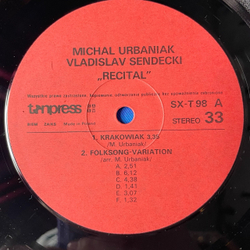 MICHAL URBANIAK
VLADISLAV SENDECKI
„RECITAL”
tonpress
SX-T 98 A
STEREO 33
Made in Poland
1. KRAKOWIAK 3,35
/M. Urbaniak/
2. FOLKSONG-VARIATION
/arr. M. Urbaniak/
A. 2,51
B. 6,12
C. 4,38
D. 1,41
E. 3,07
F. 1,32